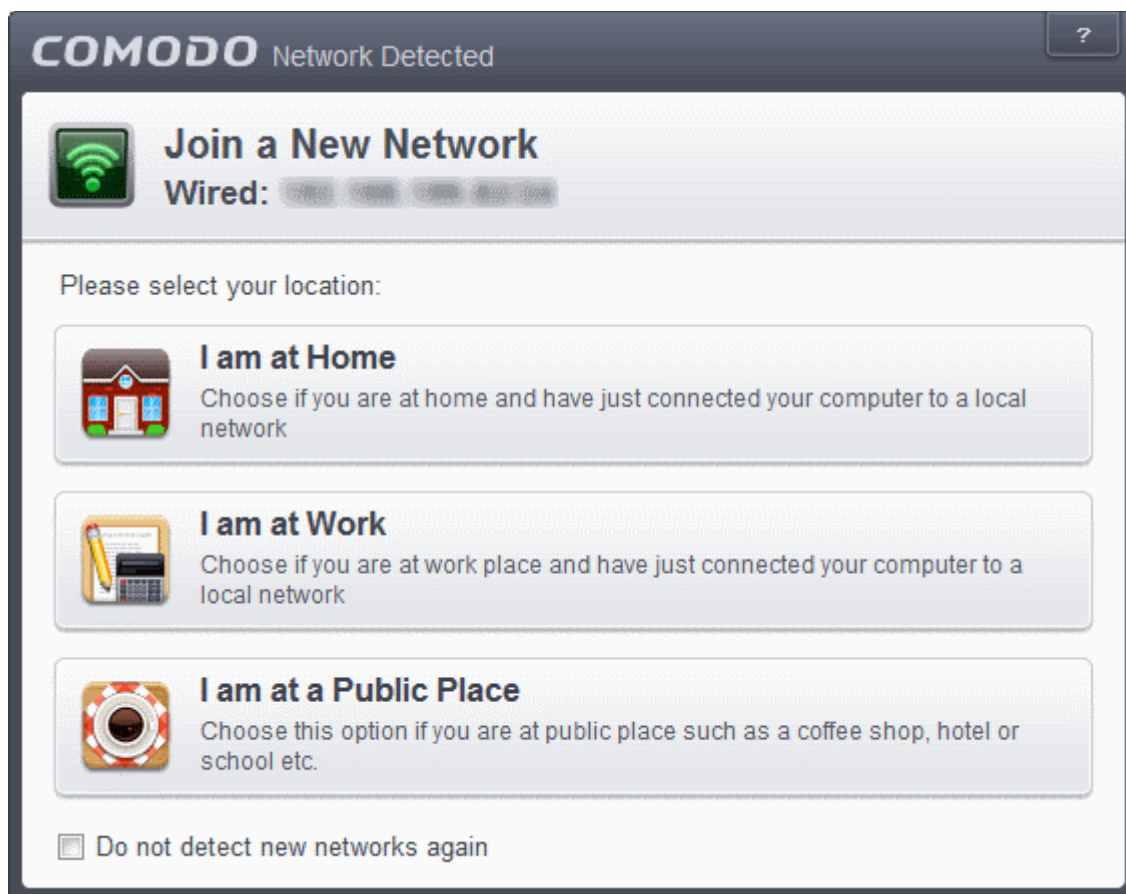 COMODO Network Detected
?
Join a New Network
Wired:
Please select your location:
I am at Home
Choose if you are at home and have just connected your computer to a local
network
I am at Work
Choose if you are at work place and have just connected your computer to a
local network
I am at a Public Place
Choose this option if you are at public place such as a coffee shop, hotel or
school etc.
Do not detect new networks again